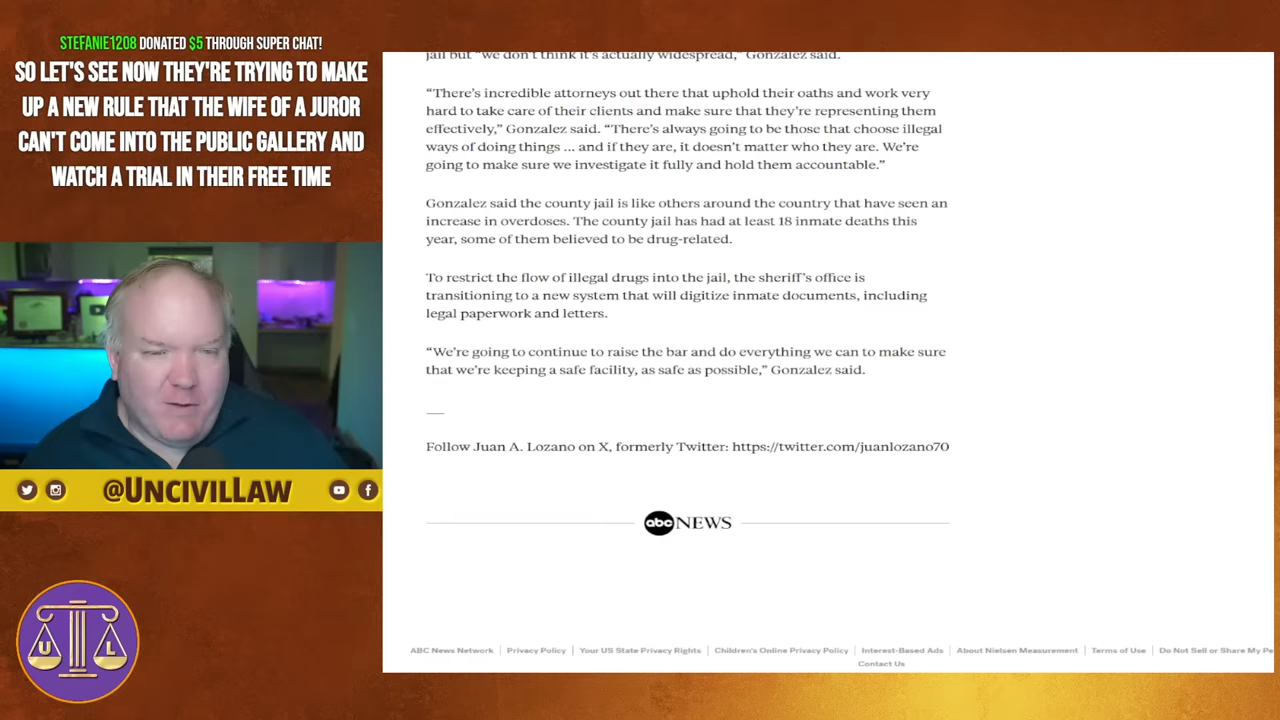 STEFANIE1208 DONATED $5 THROUGH SUPER CHAT!
SO LET'S SEE NOW THEY'RE TRYING TO MAKE
UP A NEW RULE THAT THE WIFE OF A JUROR
CAN'T COME INTO THE PUBLIC GALLERY AND
WATCH A TRIAL IN THEIR FREE TIME
@UNCIVILLAW
U L
jail but “we don’t think it’s actually widespread,” Gonzalez said.
“There’s incredible attorneys out there that uphold their oaths and work very
hard to take care of their clients and make sure that they’re representing them
effectively,” Gonzalez said. “There’s always going to be those that choose illegal
ways of doing things ... and if they are, it doesn’t matter who they are. We’re
going to make sure we investigate it fully and hold them accountable.”
Gonzalez said the county jail is like others around the country that have seen an
increase in overdoses. The county jail has had at least 18 inmate deaths this
year, some of them believed to be drug-related.
To restrict the flow of illegal drugs into the jail, the sheriff’s office is
transitioning to a new system that will digitize inmate documents, including
legal paperwork and letters.
“We’re going to continue to raise the bar and do everything we can to make sure
that we’re keeping a safe facility, as safe as possible,” Gonzalez said.
Follow Juan A. Lozano on X, formerly Twitter: https://twitter.com/juanlozano70
abc NEWS
ABC News Network | Privacy Policy | Your US State Privacy Rights | Children's Online Privacy Policy | Interest-Based Ads | About Nielsen Measurement | Terms of Use | Do Not Sell or Share My Pe
Contact Us